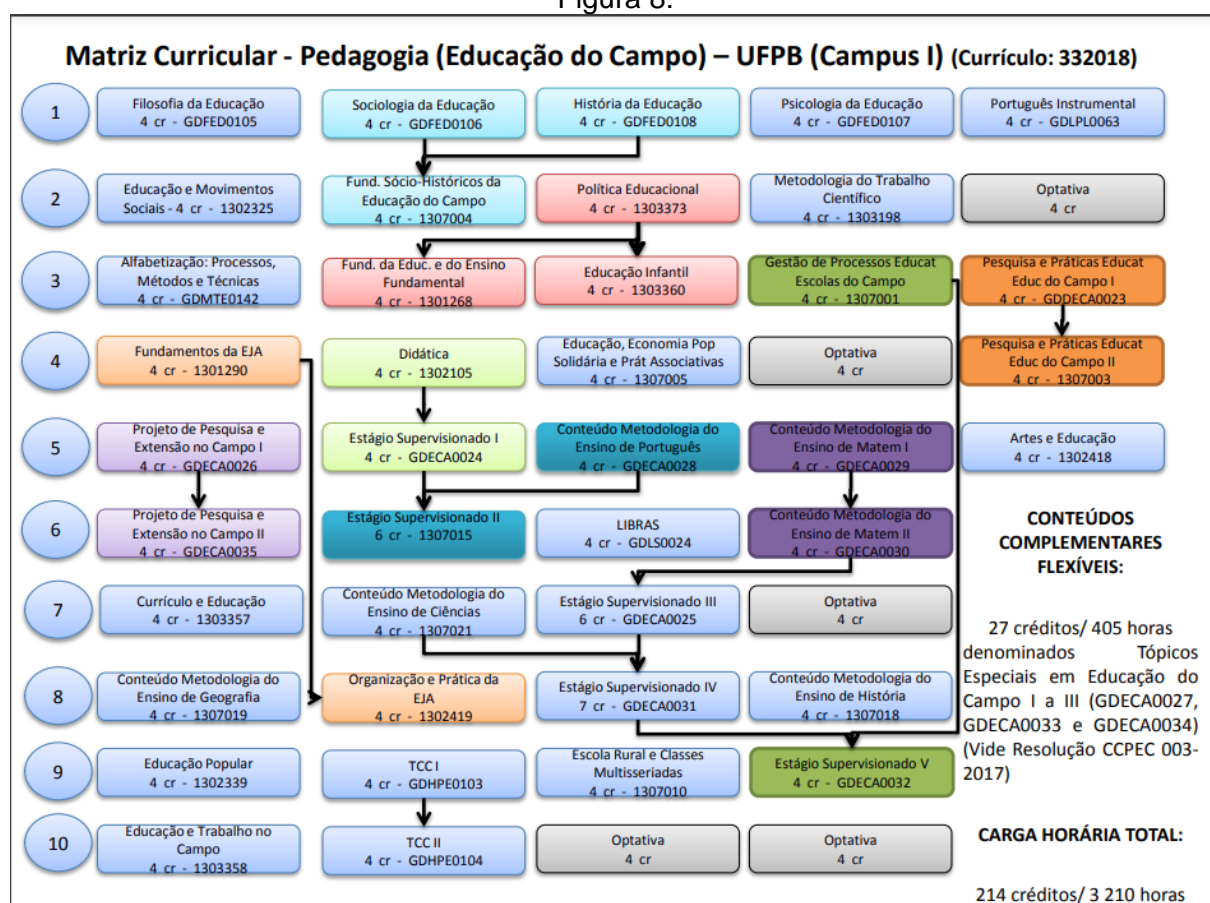 Figura 8.
Matriz Curricular - Pedagogia (Educação do Campo) – UFPB (Campus I) (Currículo: 332018)
1
Filosofia da Educação
4 cr - GDFED0105
Sociologia da Educação
4 cr - GDFED0106
História da Educação
4 cr - GDFED0108
Psicologia da Educação
4 cr - GDFED0107
Português Instrumental
4 cr - GDLPL0063
2
Educação e Movimentos
Sociais - 4 cr - 1302325
Fund. Sócio-Históricos da
Educação do Campo
4 cr - 1307004
Política Educacional
4 cr - 1303373
Metodologia do Trabalho
Científico
4 cr - 1303198
Optativa
4 cr
3
Alfabetização: Processos,
Métodos e Técnicas
4 cr - GDMTE0142
Fund. da Educ. e do Ensino
Fundamental
4 cr - 1301268
Educação Infantil
4 cr - 1303360
Gestão de Processos Educat
Escolas do Campo
4 cr - 1307001
Pesquisa e Práticas Educat
Educ do Campo I
4 cr - GDDECA0023
4
Fundamentos da EJA
4 cr - 1301290
Didática
4 cr - 1302105
Educação, Economia Pop
Solidária e Prát Associativas
4 cr - 1307005
Optativa
4 cr
Pesquisa e Práticas Educat
Educ do Campo II
4 cr - 1307003
5
Projeto de Pesquisa e
Extensão no Campo I
4 cr - GDECA0026
Estágio Supervisionado I
4 cr - GDECA0024
Conteúdo Metodologia do
Ensino de Português
4 cr - GDECA0028
Conteúdo Metodologia do
Ensino de Matem I
4 cr - GDECA0029
Artes e Educação
4 cr - 1302418
6
Projeto de Pesquisa e
Extensão no Campo II
4 cr - GDECA0035
Estágio Supervisionado II
6 cr - 1307015
LIBRAS
4 cr - GDLS0024
Conteúdo Metodologia do
Ensino de Matem II
4 cr - GDECA0030
7
Currículo e Educação
4 cr - 1303357
Conteúdo Metodologia do
Ensino de Ciências
4 cr - 1307021
Estágio Supervisionado III
6 cr - GDECA0025
Optativa
4 cr
8
Conteúdo Metodologia do
Ensino de Geografia
4 cr - 1307019
Organização e Prática da
EJA
4 cr - 1302419
Estágio Supervisionado IV
7 cr - GDECA0031
Conteúdo Metodologia do
Ensino de História
4 cr - 1307018
9
Educação Popular
4 cr - 1302339
TCC I
4 cr - GDHPE0103
Escola Rural e Classes
Multisseriadas
4 cr - 1307010
Estágio Supervisionado V
4 cr - GDECA0032
10
Educação e Trabalho no
Campo
4 cr - 1303358
TCC II
4 cr - GDHPE0104
Optativa
4 cr
Optativa
4 cr
CONTEÚDOS
COMPLEMENTARES
FLEXÍVEIS:
27 créditos/ 405 horas
denominados Tópicos
Especiais em Educação do
Campo I a III (GDECA0027,
GDECA0033 e GDECA0034)
(Vide Resolução CCPEC 003-
2017)
CARGA HORÁRIA TOTAL:
214 créditos/ 3 210 horas